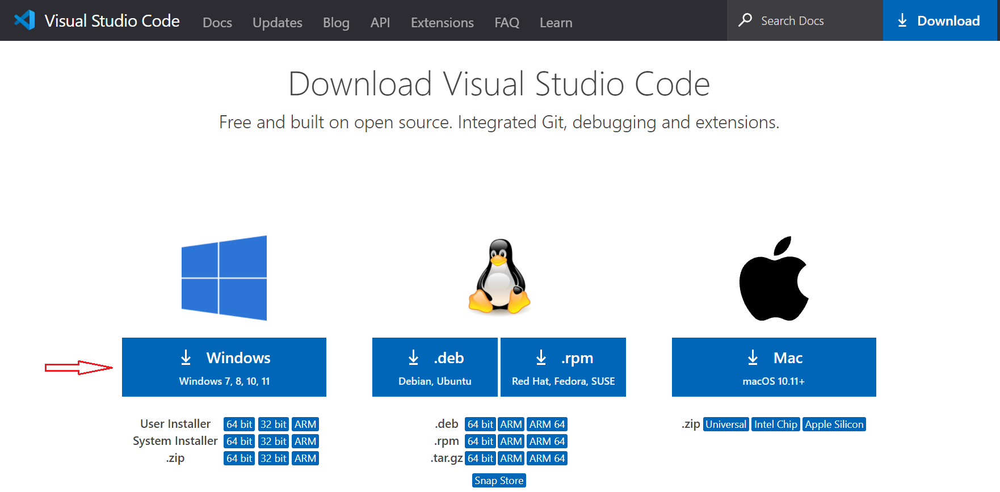 Visual Studio Code Docs Updates Blog API Extensions FAQ Learn Search Docs Download
Download Visual Studio Code
Free and built on open source. Integrated Git, debugging and extensions.
Windows
Windows 7, 8, 10, 11
User Installer 64 bit 32 bit ARM
System Installer 64 bit 32 bit ARM
.zip 64 bit 32 bit ARM
.deb
Debian, Ubuntu
.rpm
Red Hat, Fedora, SUSE
.deb 64 bit ARM ARM 64
.rpm 64 bit ARM ARM 64
.tar.gz 64 bit ARM ARM 64
Snap Store
Mac
macOS 10.11+
.zip Universal Intel Chip Apple Silicon